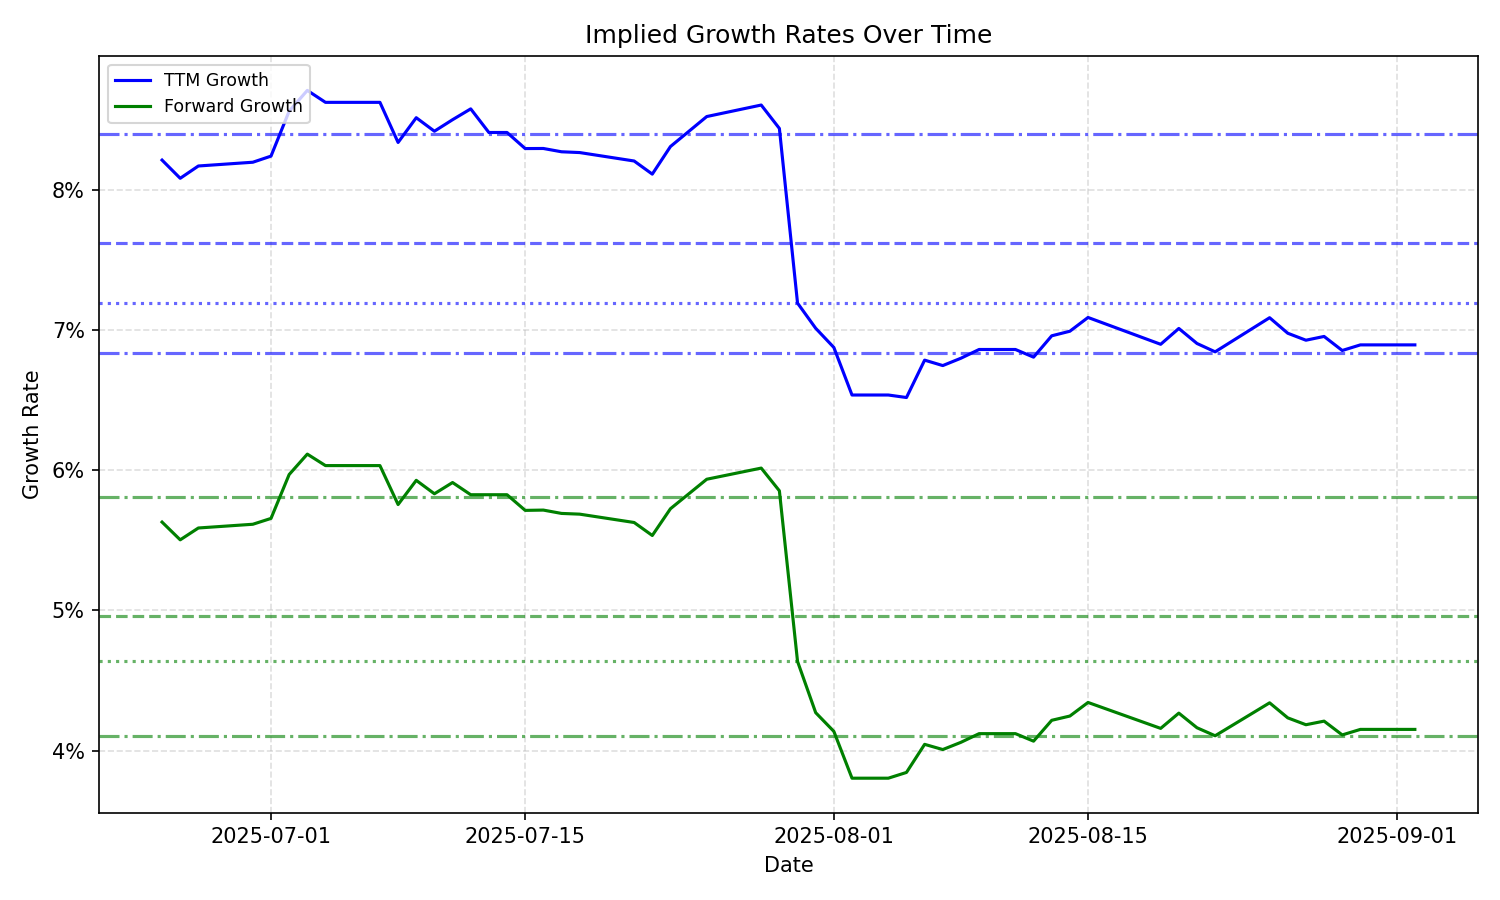 Implied Growth Rates Over Time
TTM Growth
Forward Growth
8%
7%
6%
5%
4%
Growth Rate
2025-07-01
2025-07-15
2025-08-01
2025-08-15
2025-09-01
Date